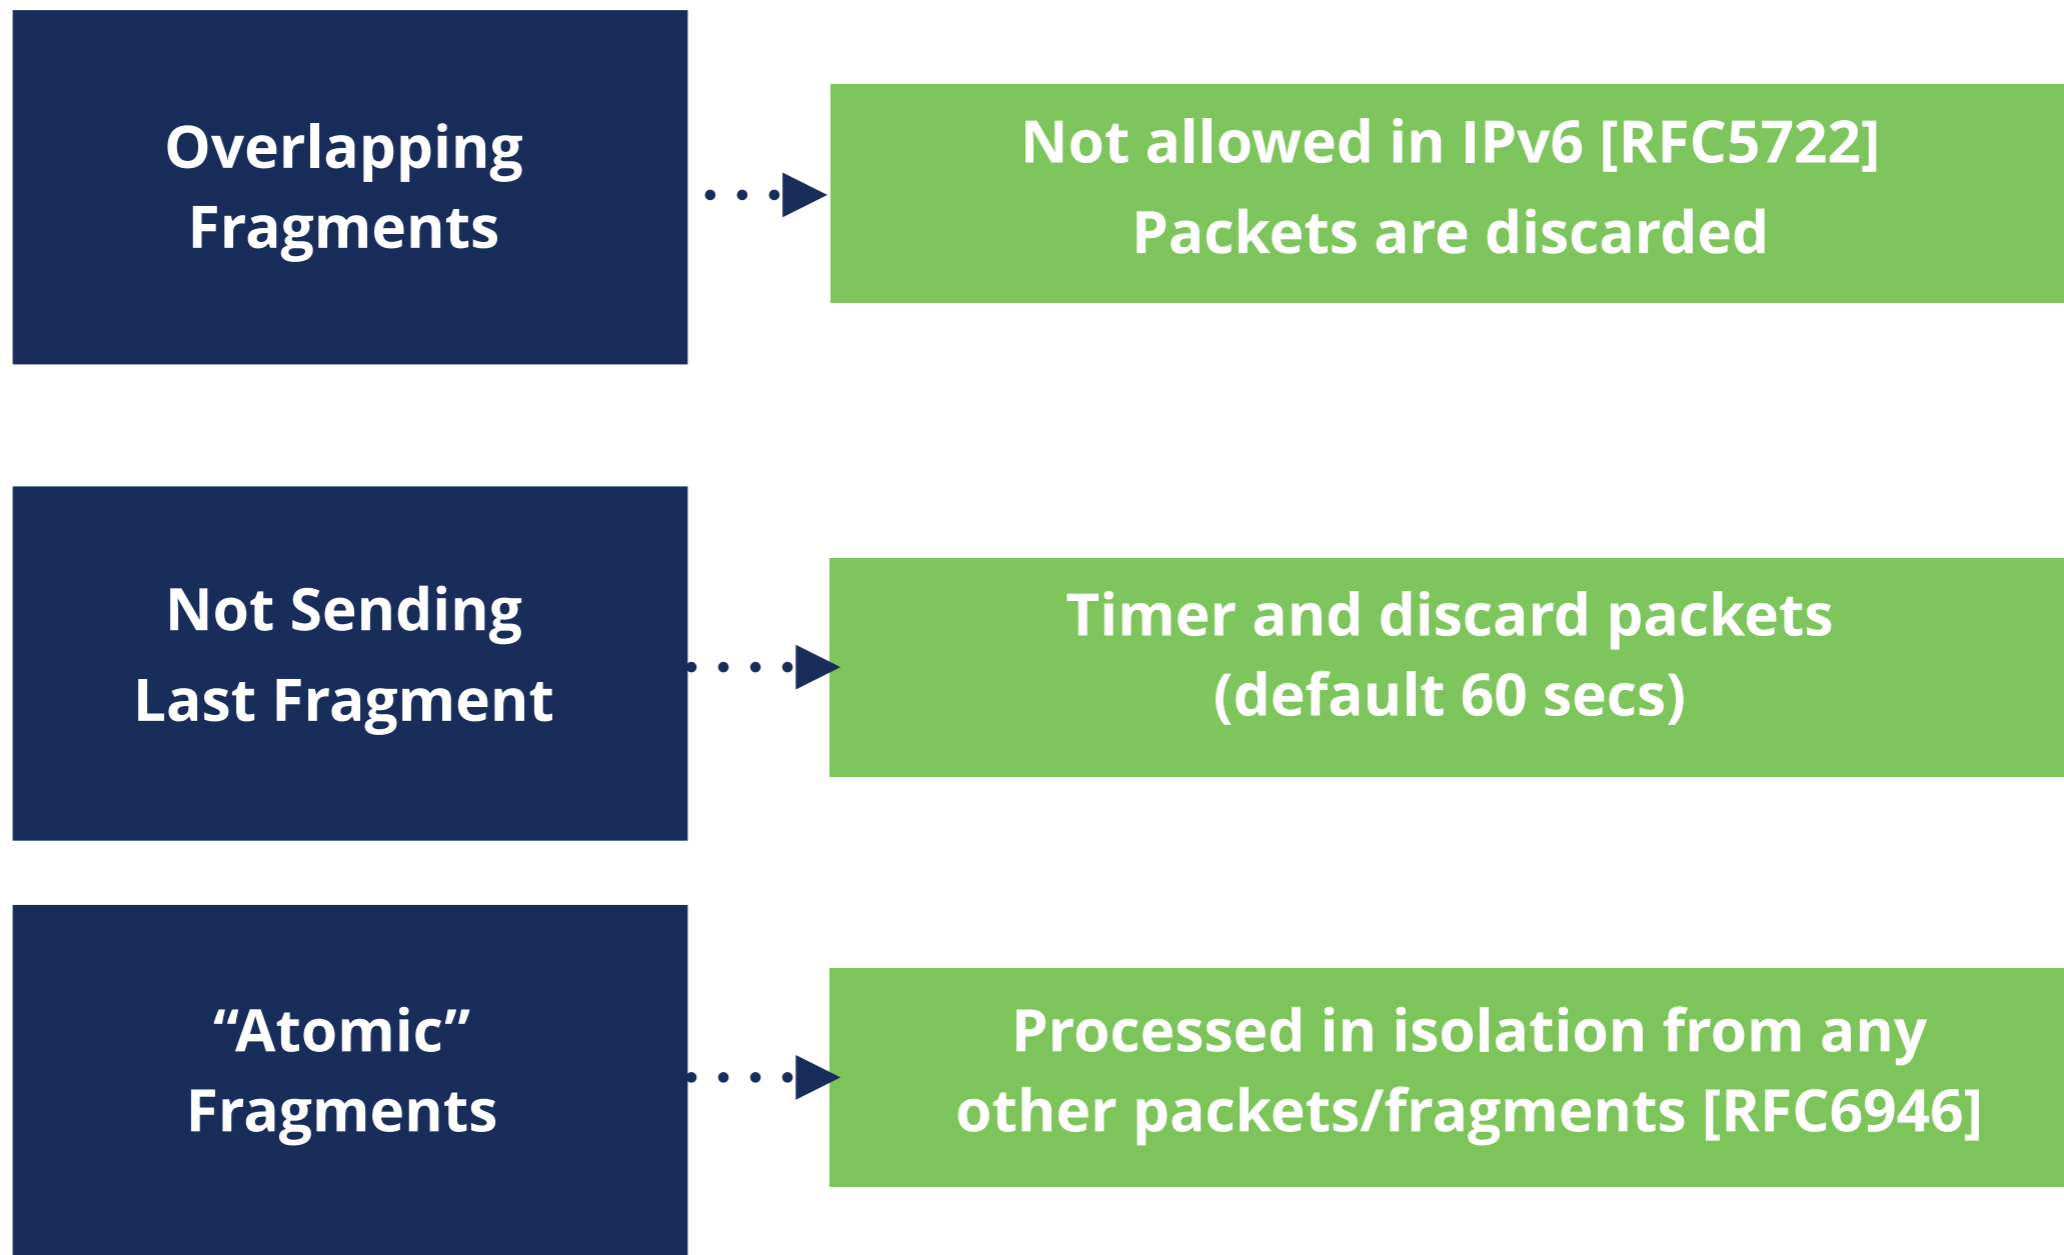 Overlapping
Fragments
Not allowed in IPv6 [RFC5722]
Packets are discarded
Not Sending
Last Fragment
Timer and discard packets
(default 60 secs)
“Atomic”
Fragments
Processed in isolation from any
other packets/fragments [RFC6946]